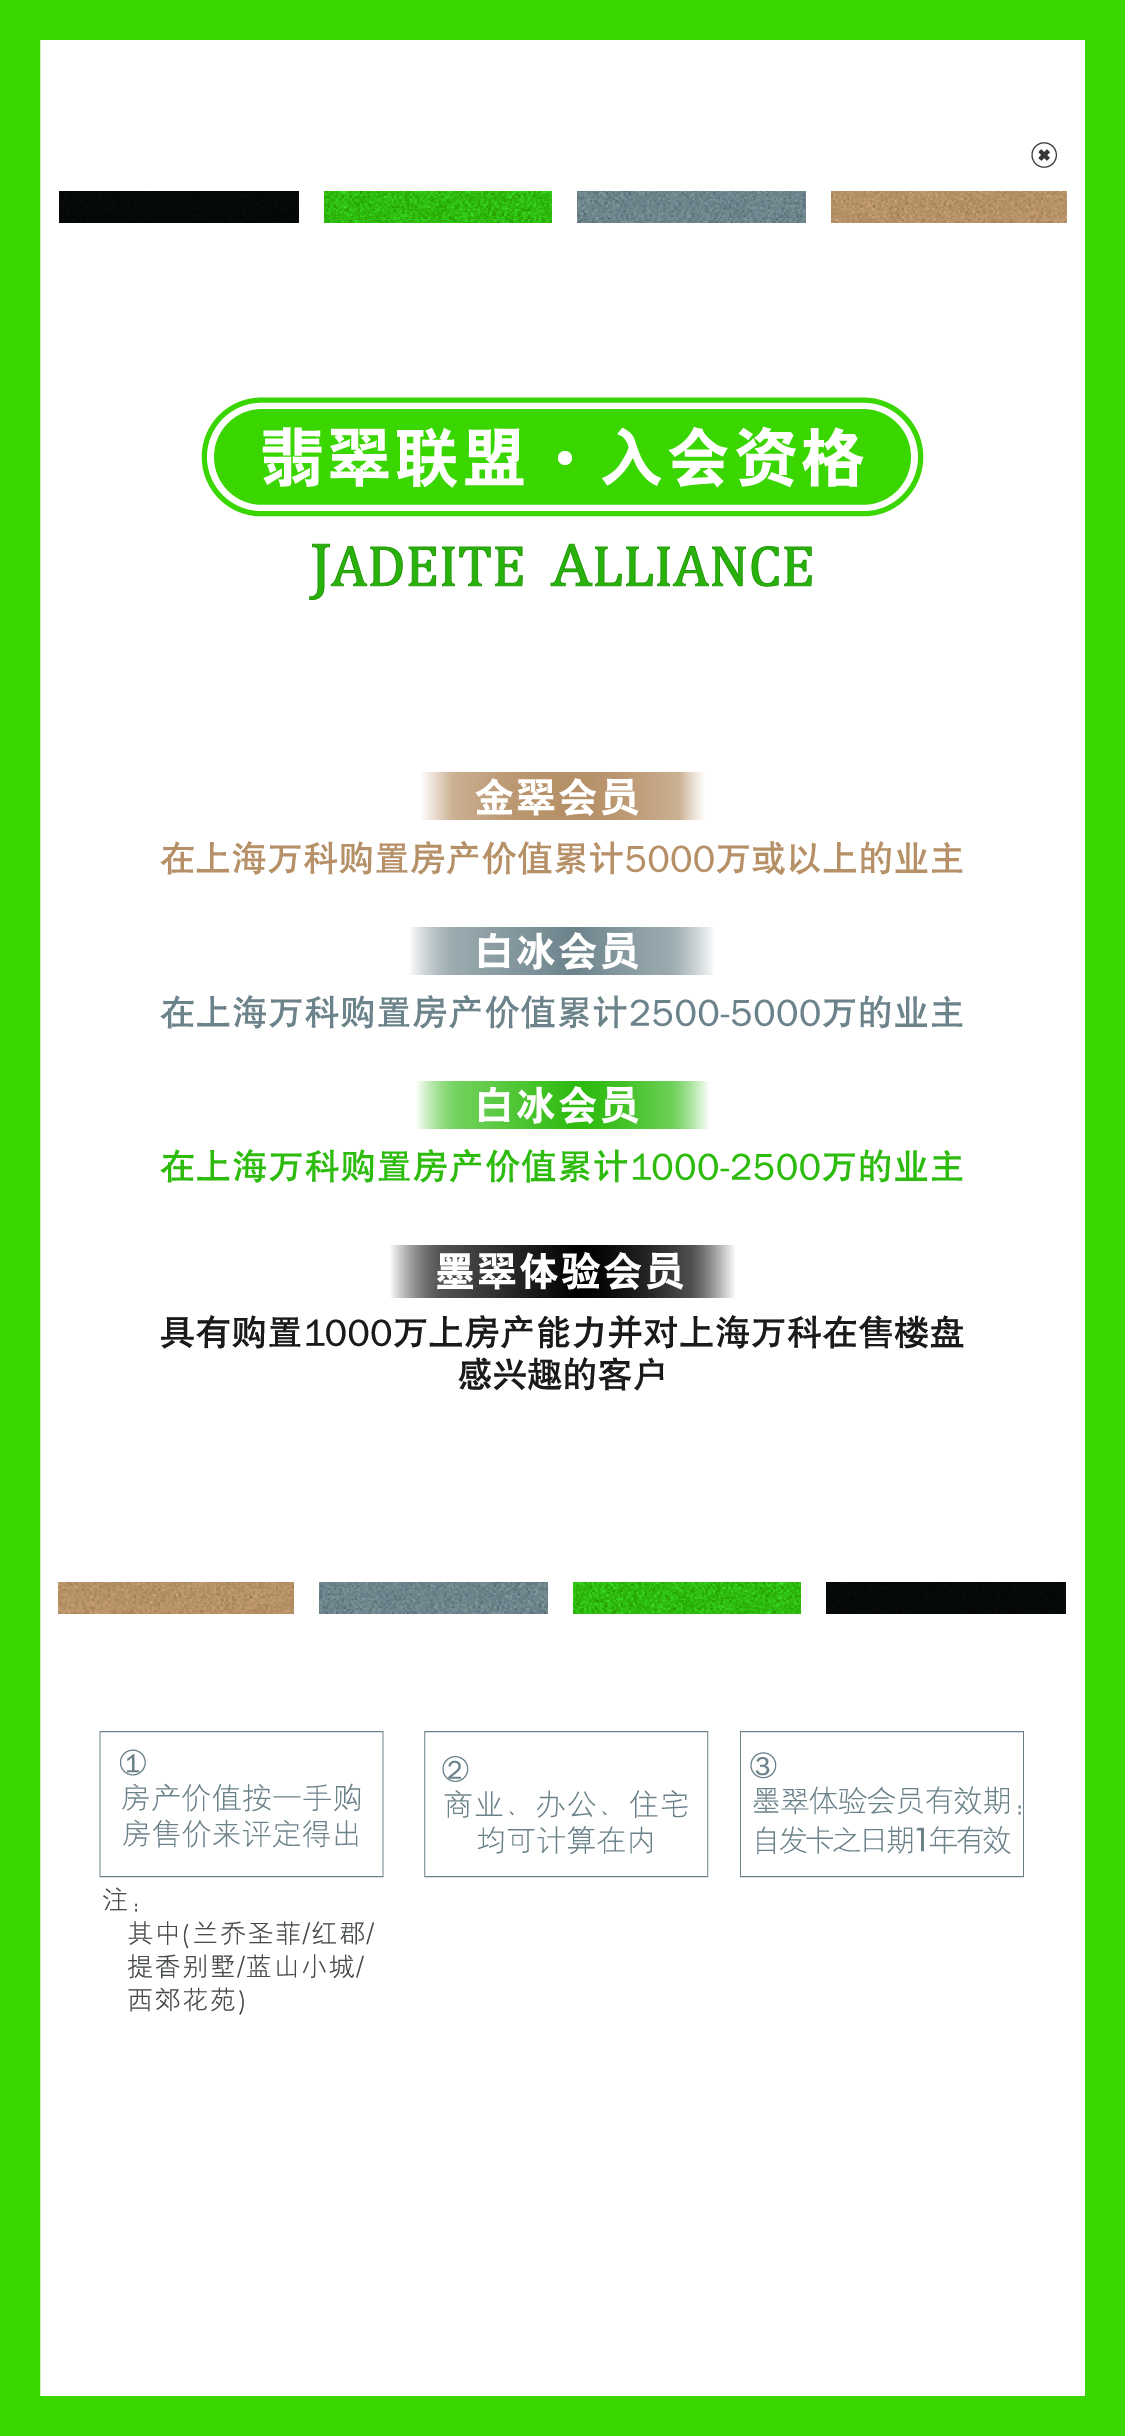 翡翠联盟·入会资格
JADEITE ALLIANCE
金翠会员
在上海万科购置房产价值累计5000万或以上的业主
白冰会员
在上海万科购置房产价值累计2500-5000万的业主
白冰会员
在上海万科购置房产价值累计1000-2500万的业主
墨翠体验会员
具有购置1000万上房产能力并对上海万科在售楼盘
感兴趣的客户
①
房产价值按一手购
房售价来评定得出
②
商业、办公、住宅
均可计算在内
③
墨翠体验会员有效期：
自发卡之日期1年有效
注：
其中(兰乔圣菲/红郡/
提香别墅/蓝山小城/
西郊花苑)